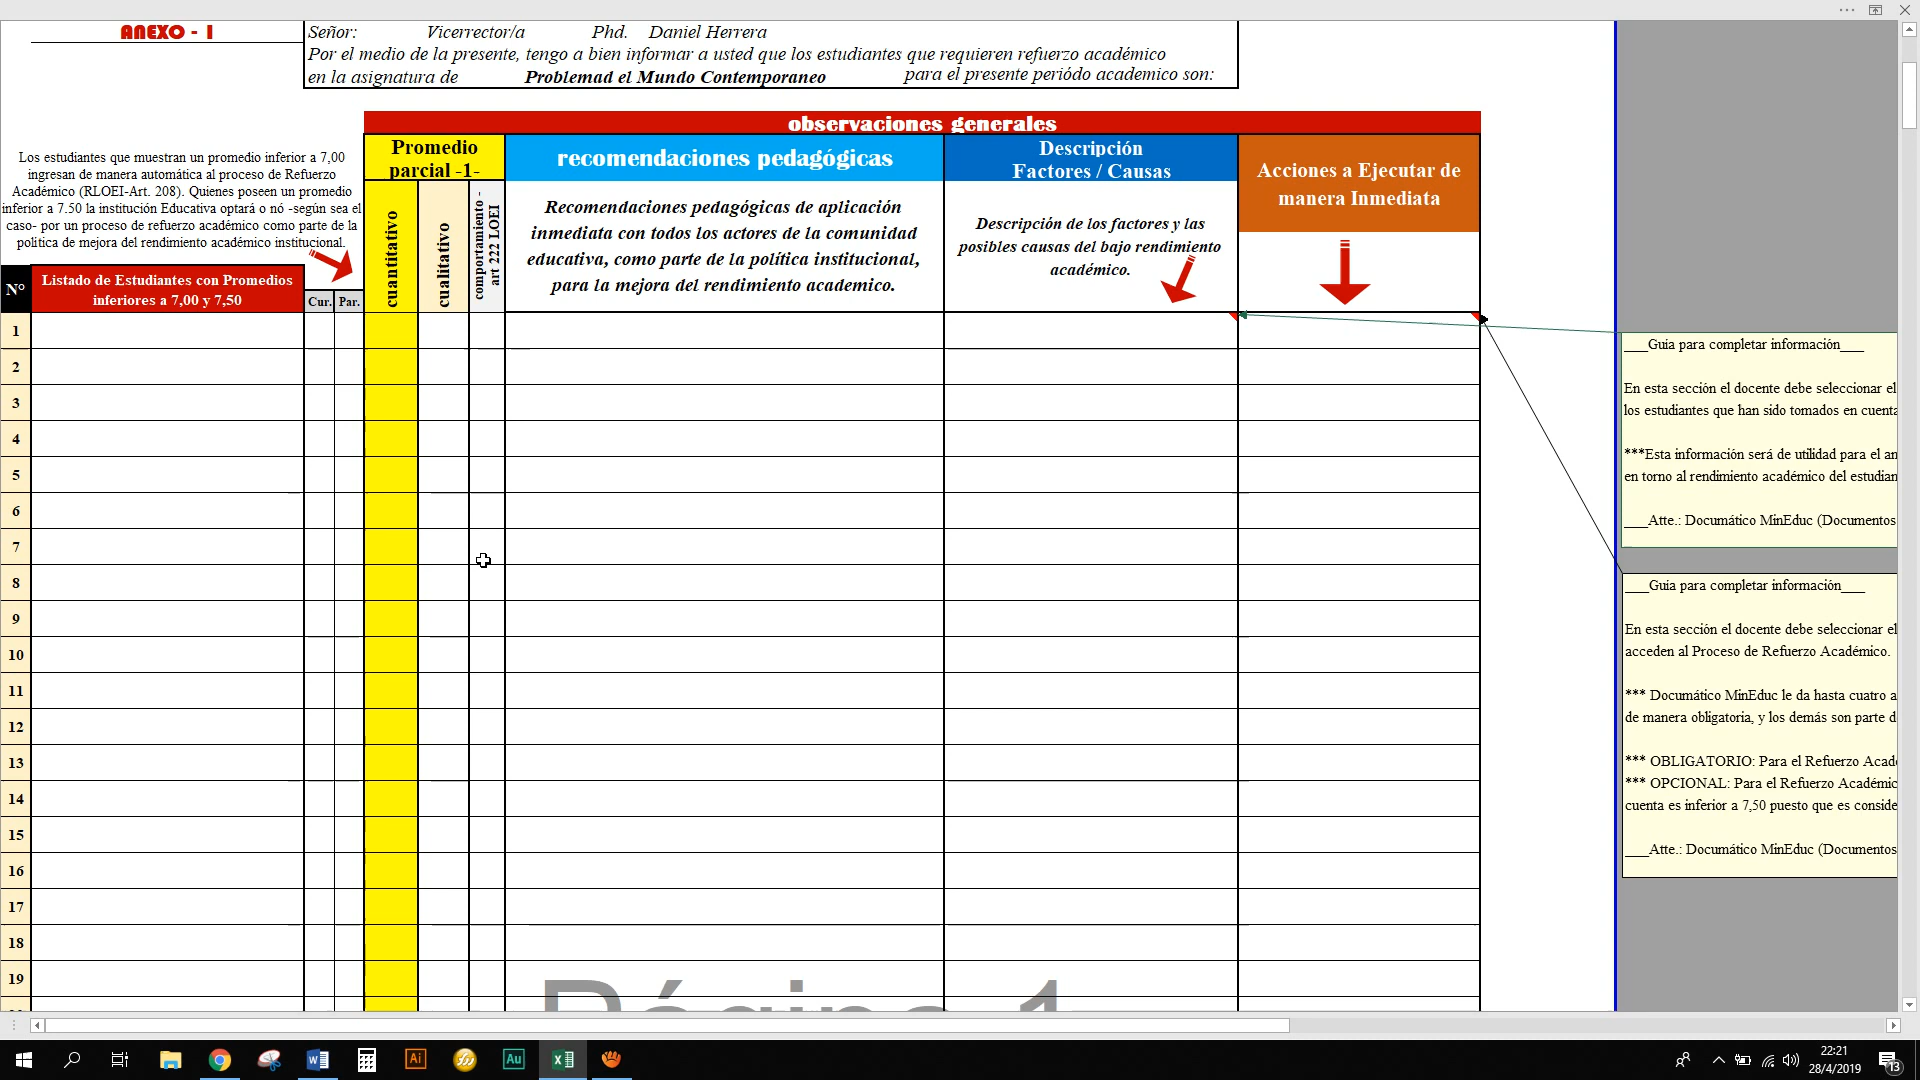 ANEXO - 1
Señor: Vicerrector/a Phd. Daniel Herrera
Por el medio de la presente, tengo a bien informar a usted que los estudiantes que requieren refuerzo académico
en la asignatura de Problemad el Mundo Contemporaneo para el presente periódo academico son:
observaciones generales
Los estudiantes que muestran un promedio inferior a 7,00
ingresan de manera automática al proceso de Refuerzo
Académico (RLOEI-Art. 208). Quienes poseen un promedio
inferior a 7.50 la institución Educativa optará o nó -según sea el
caso- por un proceso de refuerzo académico como parte de la
política de mejora del rendimiento académico institucional.
Promedio
parcial -1-
recomendaciones pedagógicas
Descripción
Factores / Causas
Acciones a Ejecutar de
manera Inmediata
cuantitativo
cualitativo
comportamiento -
art 222 LOEI
Recomendaciones pedagógicas de aplicación
inmediata con todos los actores de la comunidad
educativa, como parte de la política institucional,
para la mejora del rendimiento academico.
Descripción de los factores y las
posibles causas del bajo rendimiento
académico.
N°
Listado de Estudiantes con Promedios
inferiores a 7,00 y 7,50
Cur. Par.
1
2
3
4
5
6
7
8
9
10
11
12
13
14
15
16
17
18
19
Página 1
___Guia para completar información___
En esta sección el docente debe seleccionar el
los estudiantes que han sido tomados en cuenta
***Esta información será de utilidad para el an
en torno al rendimiento académico del estudian
___Atte.: Documático MinEduc (Documentos
___Guia para completar información___
En esta sección el docente debe seleccionar el
acceden al Proceso de Refuerzo Académico.
*** Documático MinEduc le da hasta cuatro a
de manera obligatoria, y los demás son parte d
*** OBLIGATORIO: Para el Refuerzo Acad
*** OPCIONAL: Para el Refuerzo Académic
cuenta es inferior a 7,50 puesto que es conside
___Atte.: Documático MinEduc (Documentos
Ai
Au
22:21
28/4/2019
13